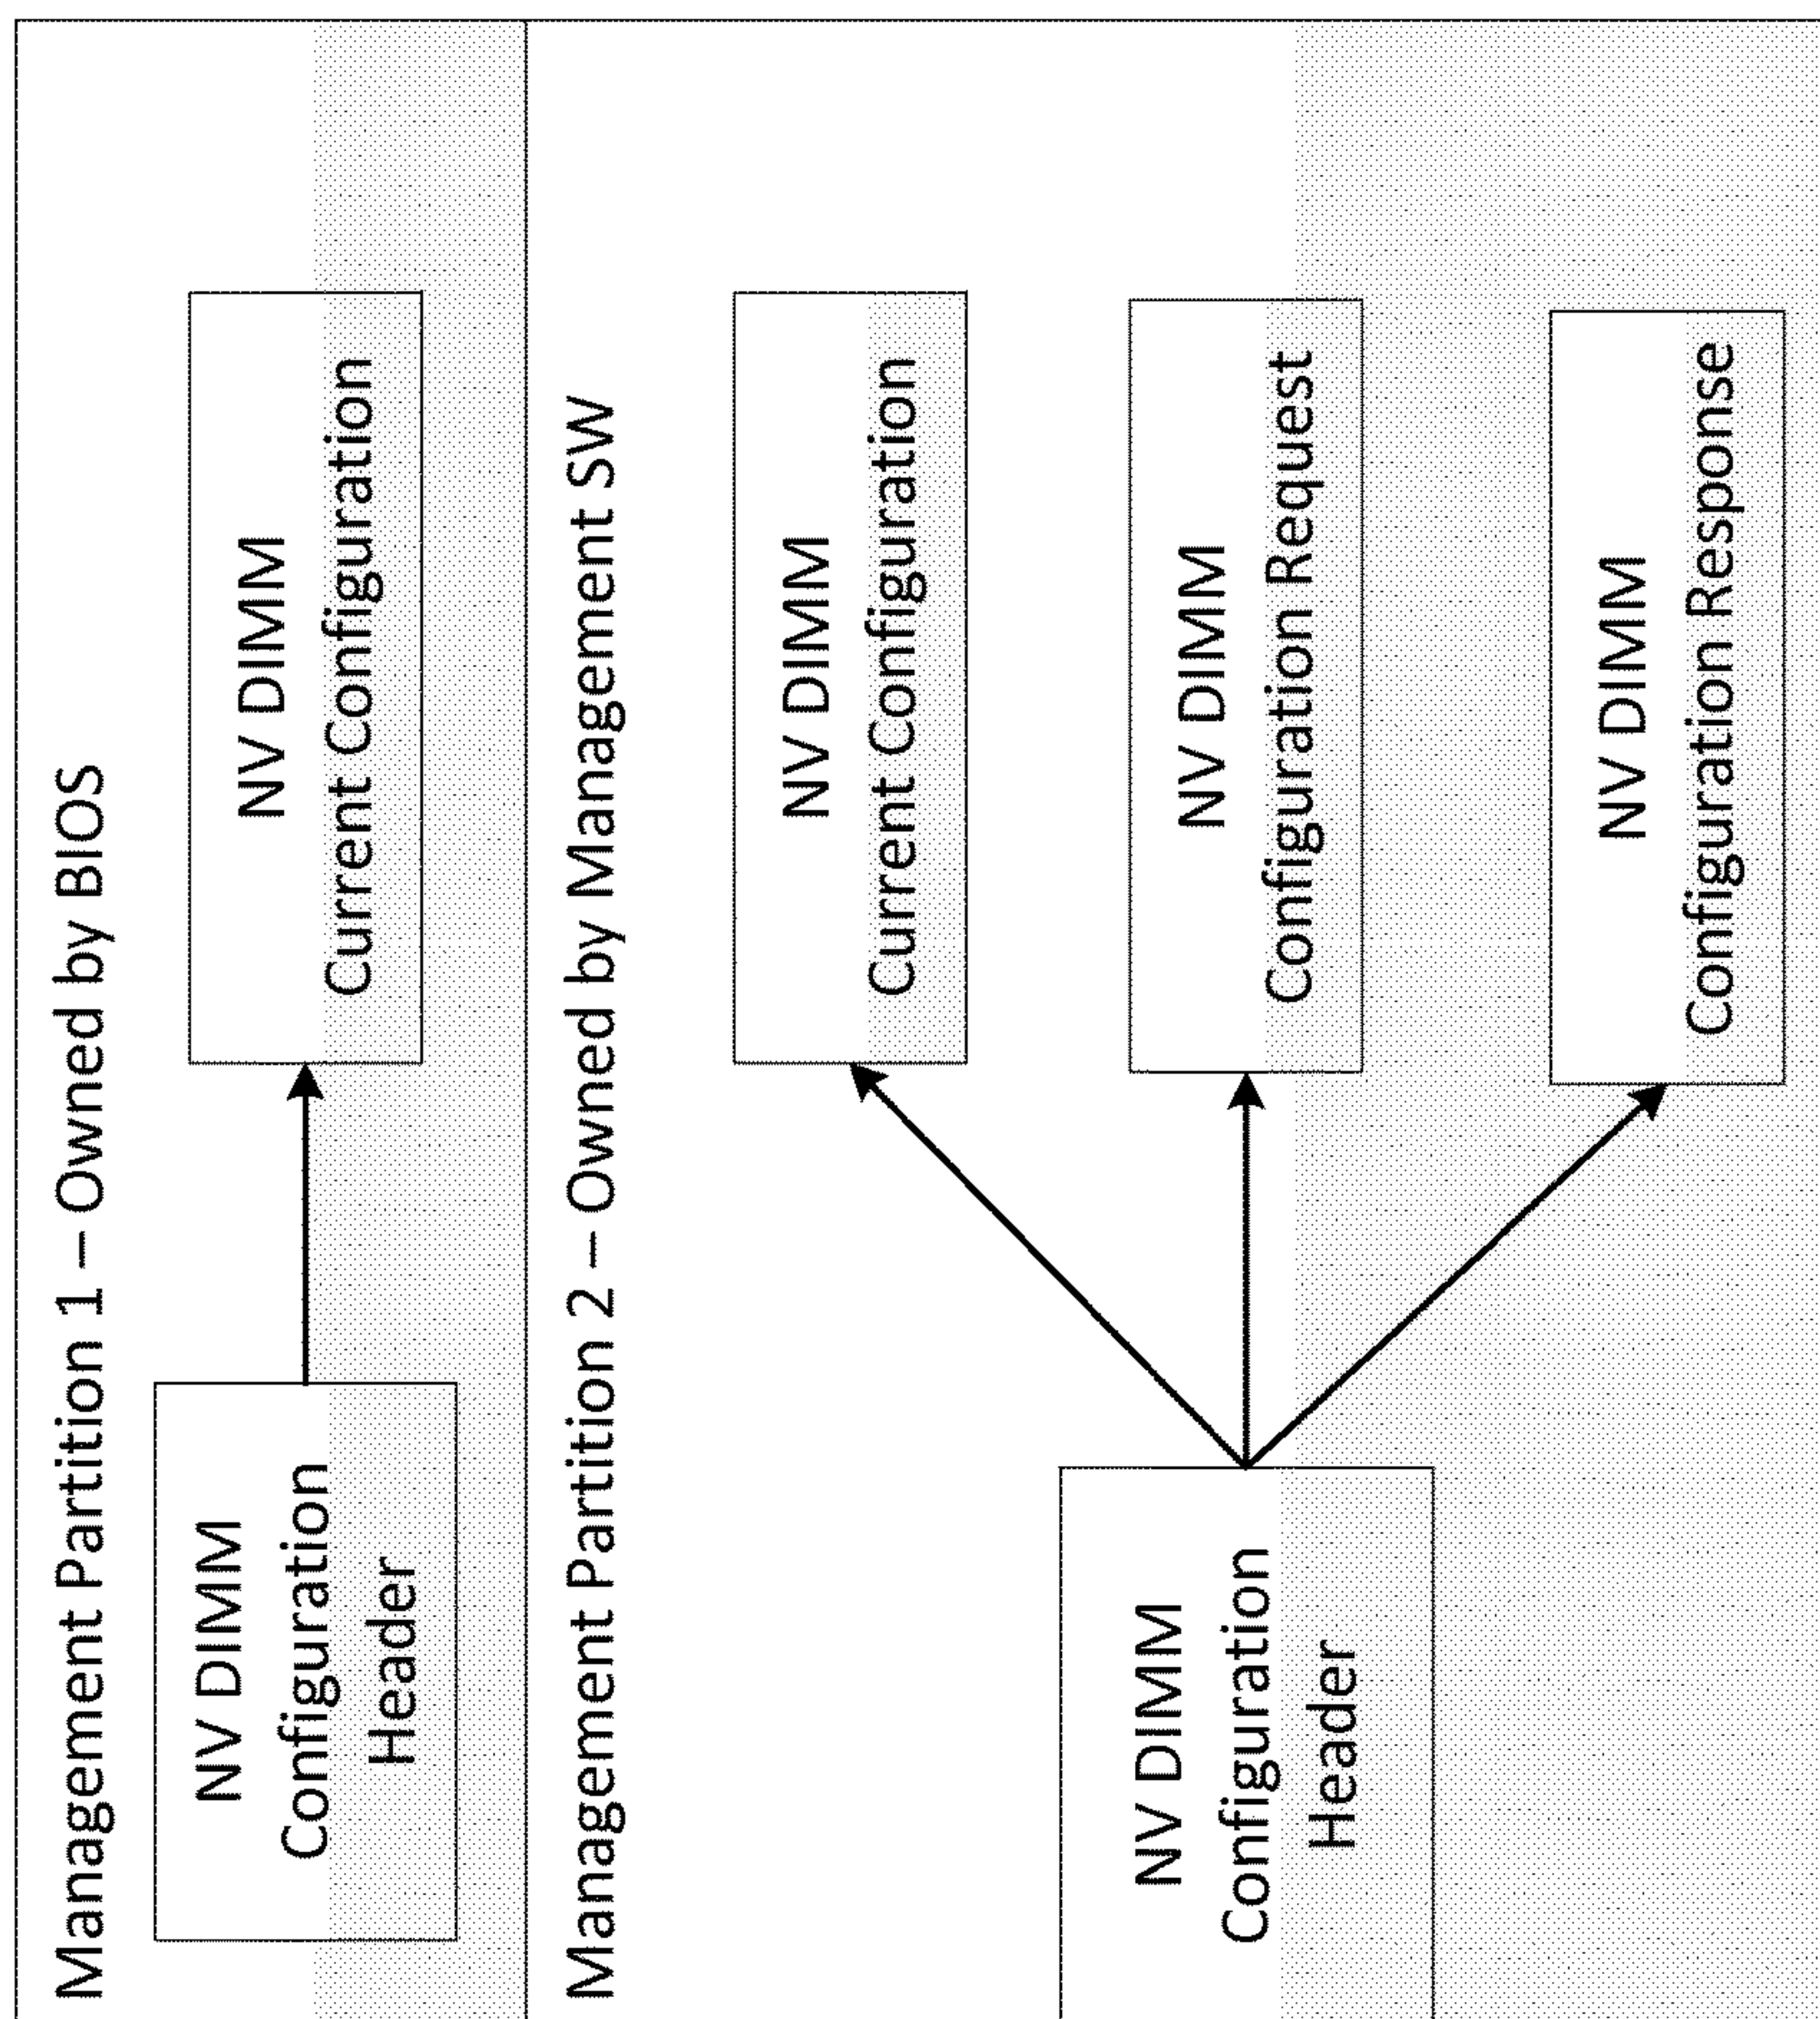 Management Partition 1 – Owned by BIOS
NV DIMM
Configuration
Header
NV DIMM
Current Configuration
Management Partition 2 – Owned by Management SW
NV DIMM
Configuration
Header
NV DIMM
Current Configuration
NV DIMM
Configuration Request
NV DIMM
Configuration Response